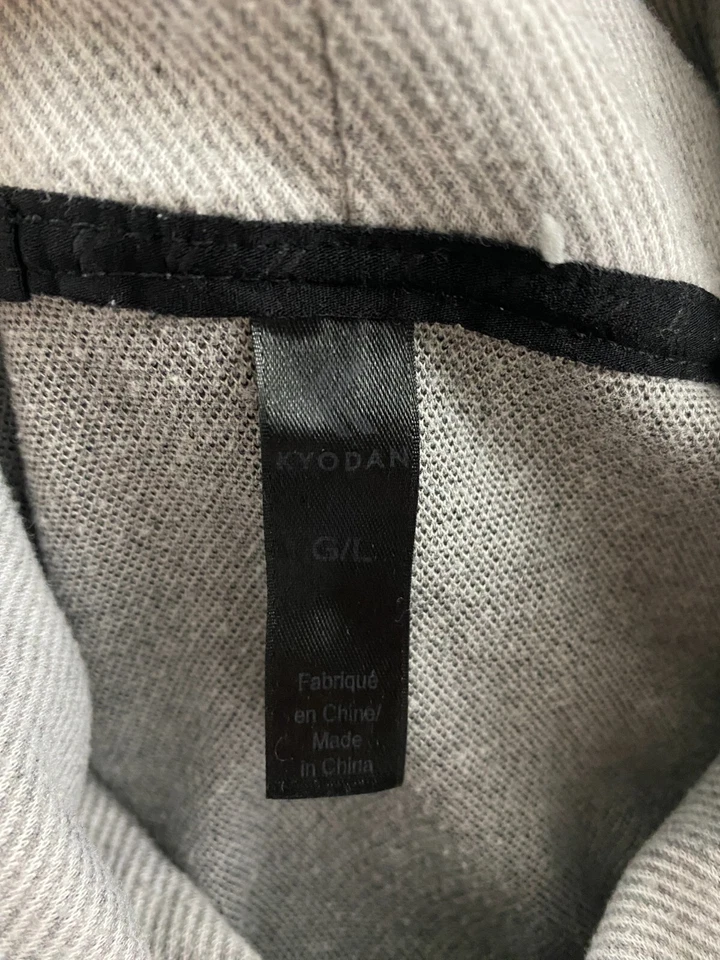 KYODAN
G/L
Fabriqué
en Chine/
Made
in China